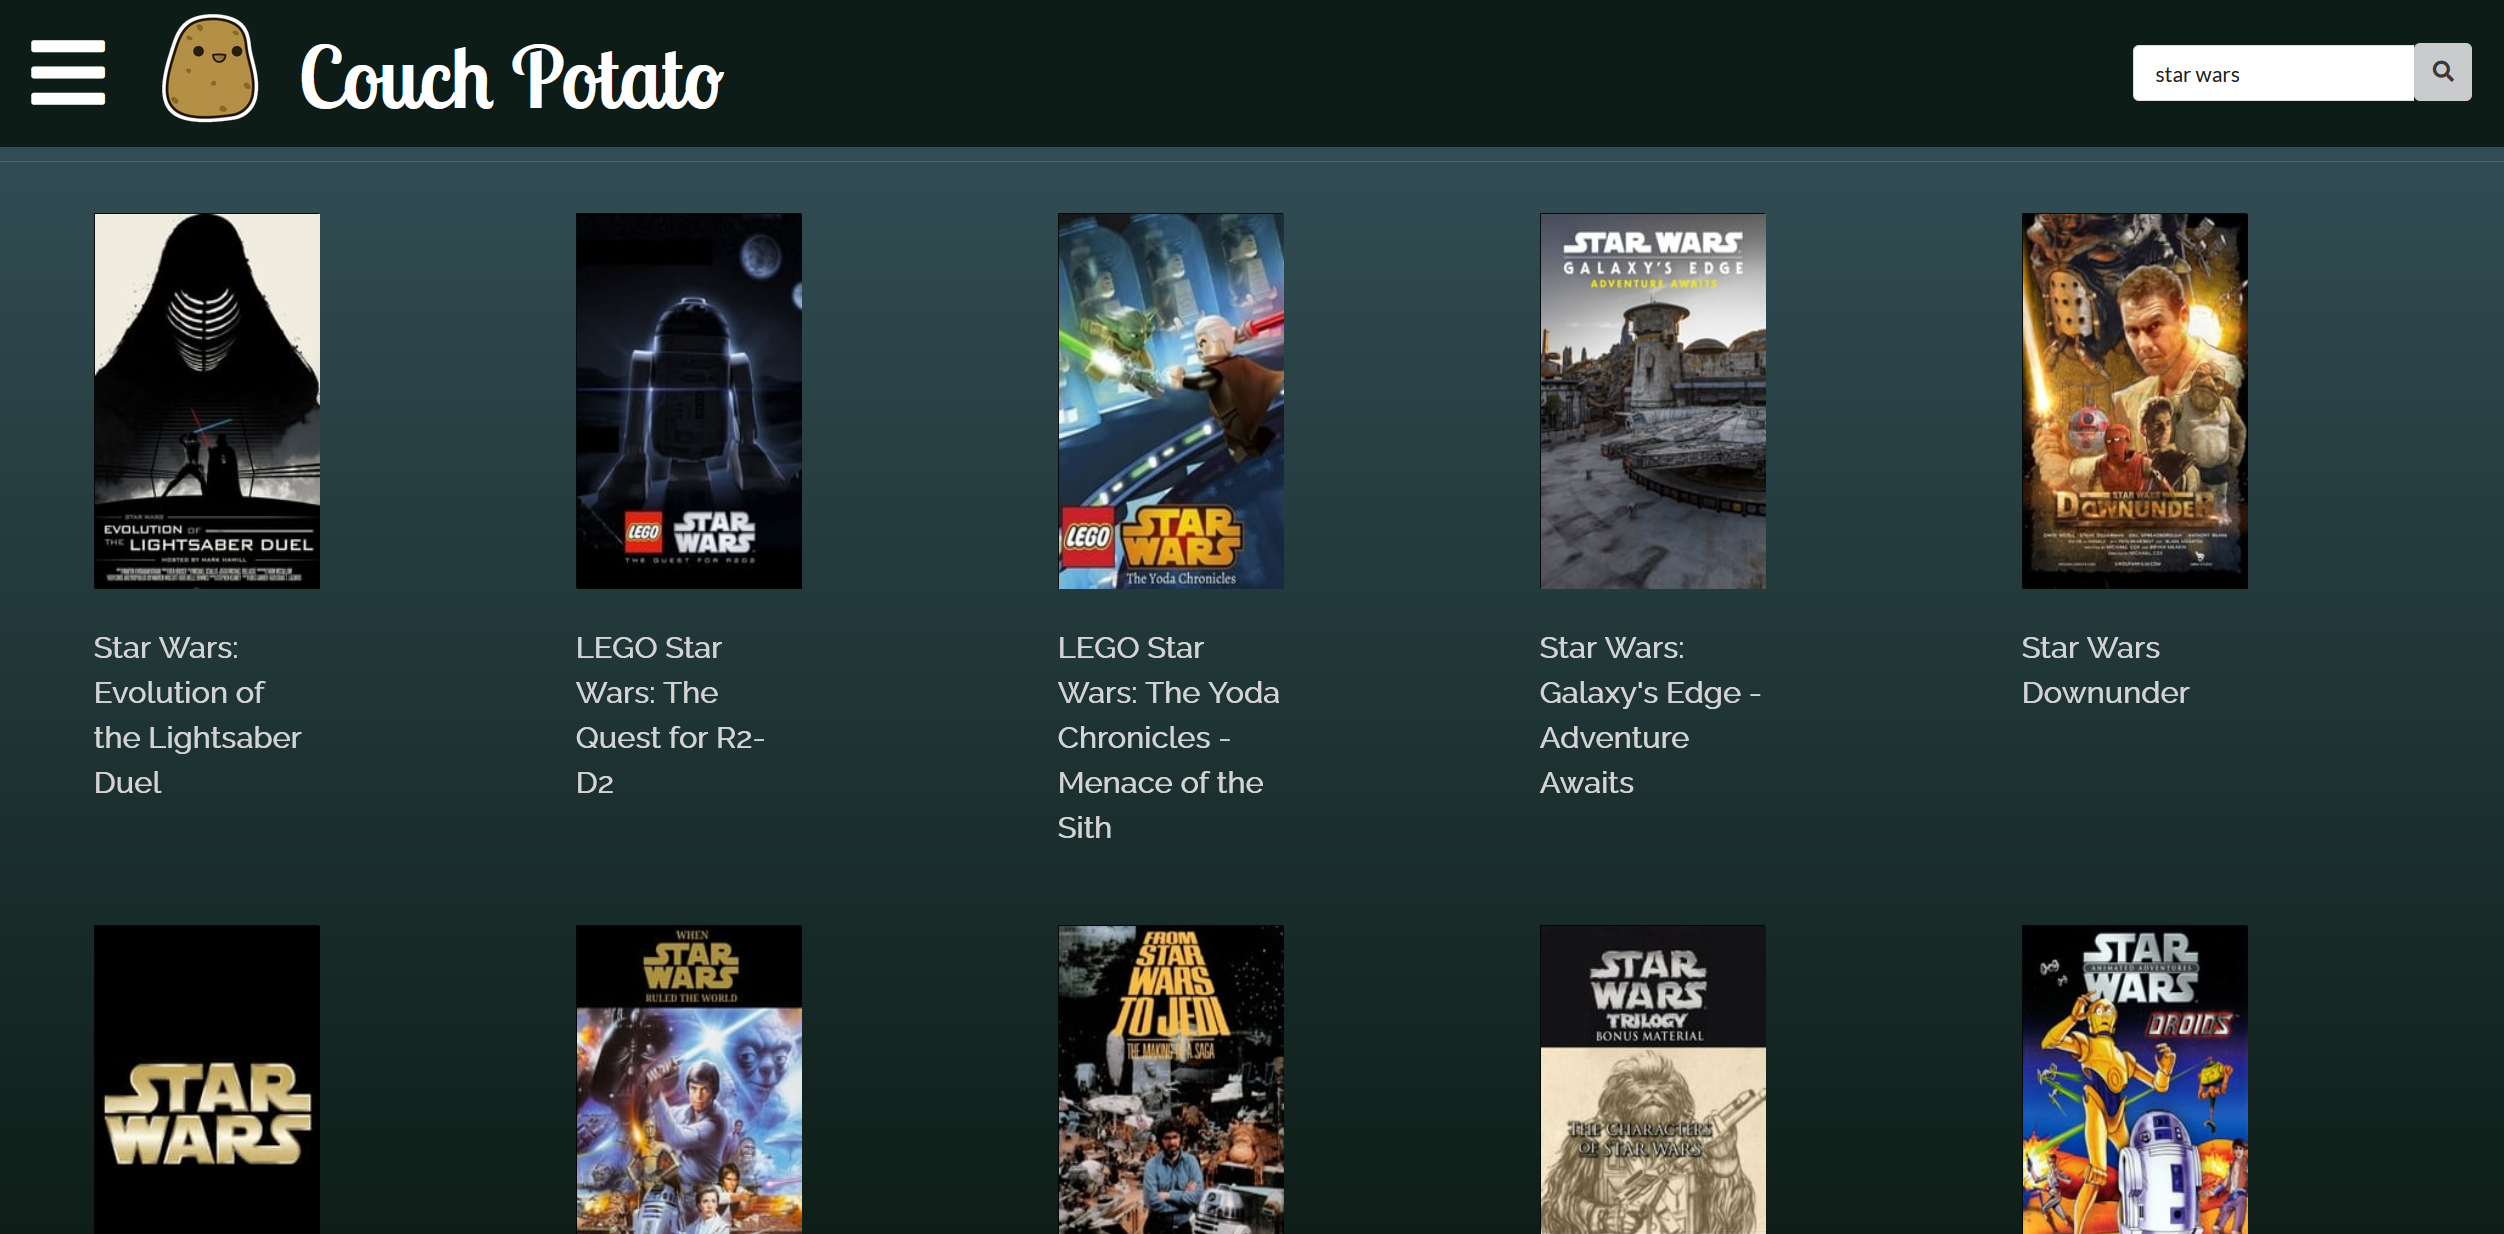 Couch Potato
star wars
STAR WARS
EVOLUTION OF
THE LIGHTSABER DUEL
HOSTED BY MARK HAMILL
LEGO STAR WARS
THE QUEST FOR R2D2
LEGO STAR WARS
The Yoda Chronicles
STAR WARS
GALAXY'S EDGE
ADVENTURE AWAITS
STAR WARS
DOWNUNDER
Star Wars:
Evolution of
the Lightsaber
Duel
LEGO Star
Wars: The
Quest for R2-
D2
LEGO Star
Wars: The Yoda
Chronicles -
Menace of the
Sith
Star Wars:
Galaxy's Edge -
Adventure
Awaits
Star Wars
Downunder
STAR
WARS
WHEN
STAR
WARS
RULED THE WORLD
FROM
STAR
WARS
TO JEDI
THE MAKING OF A SAGA
STAR
WARS
TRILOGY
BONUS MATERIAL
THE CHARACTERS
OF STAR WARS
STAR
ANIMATED ADVENTURES
WARS
DROIDS